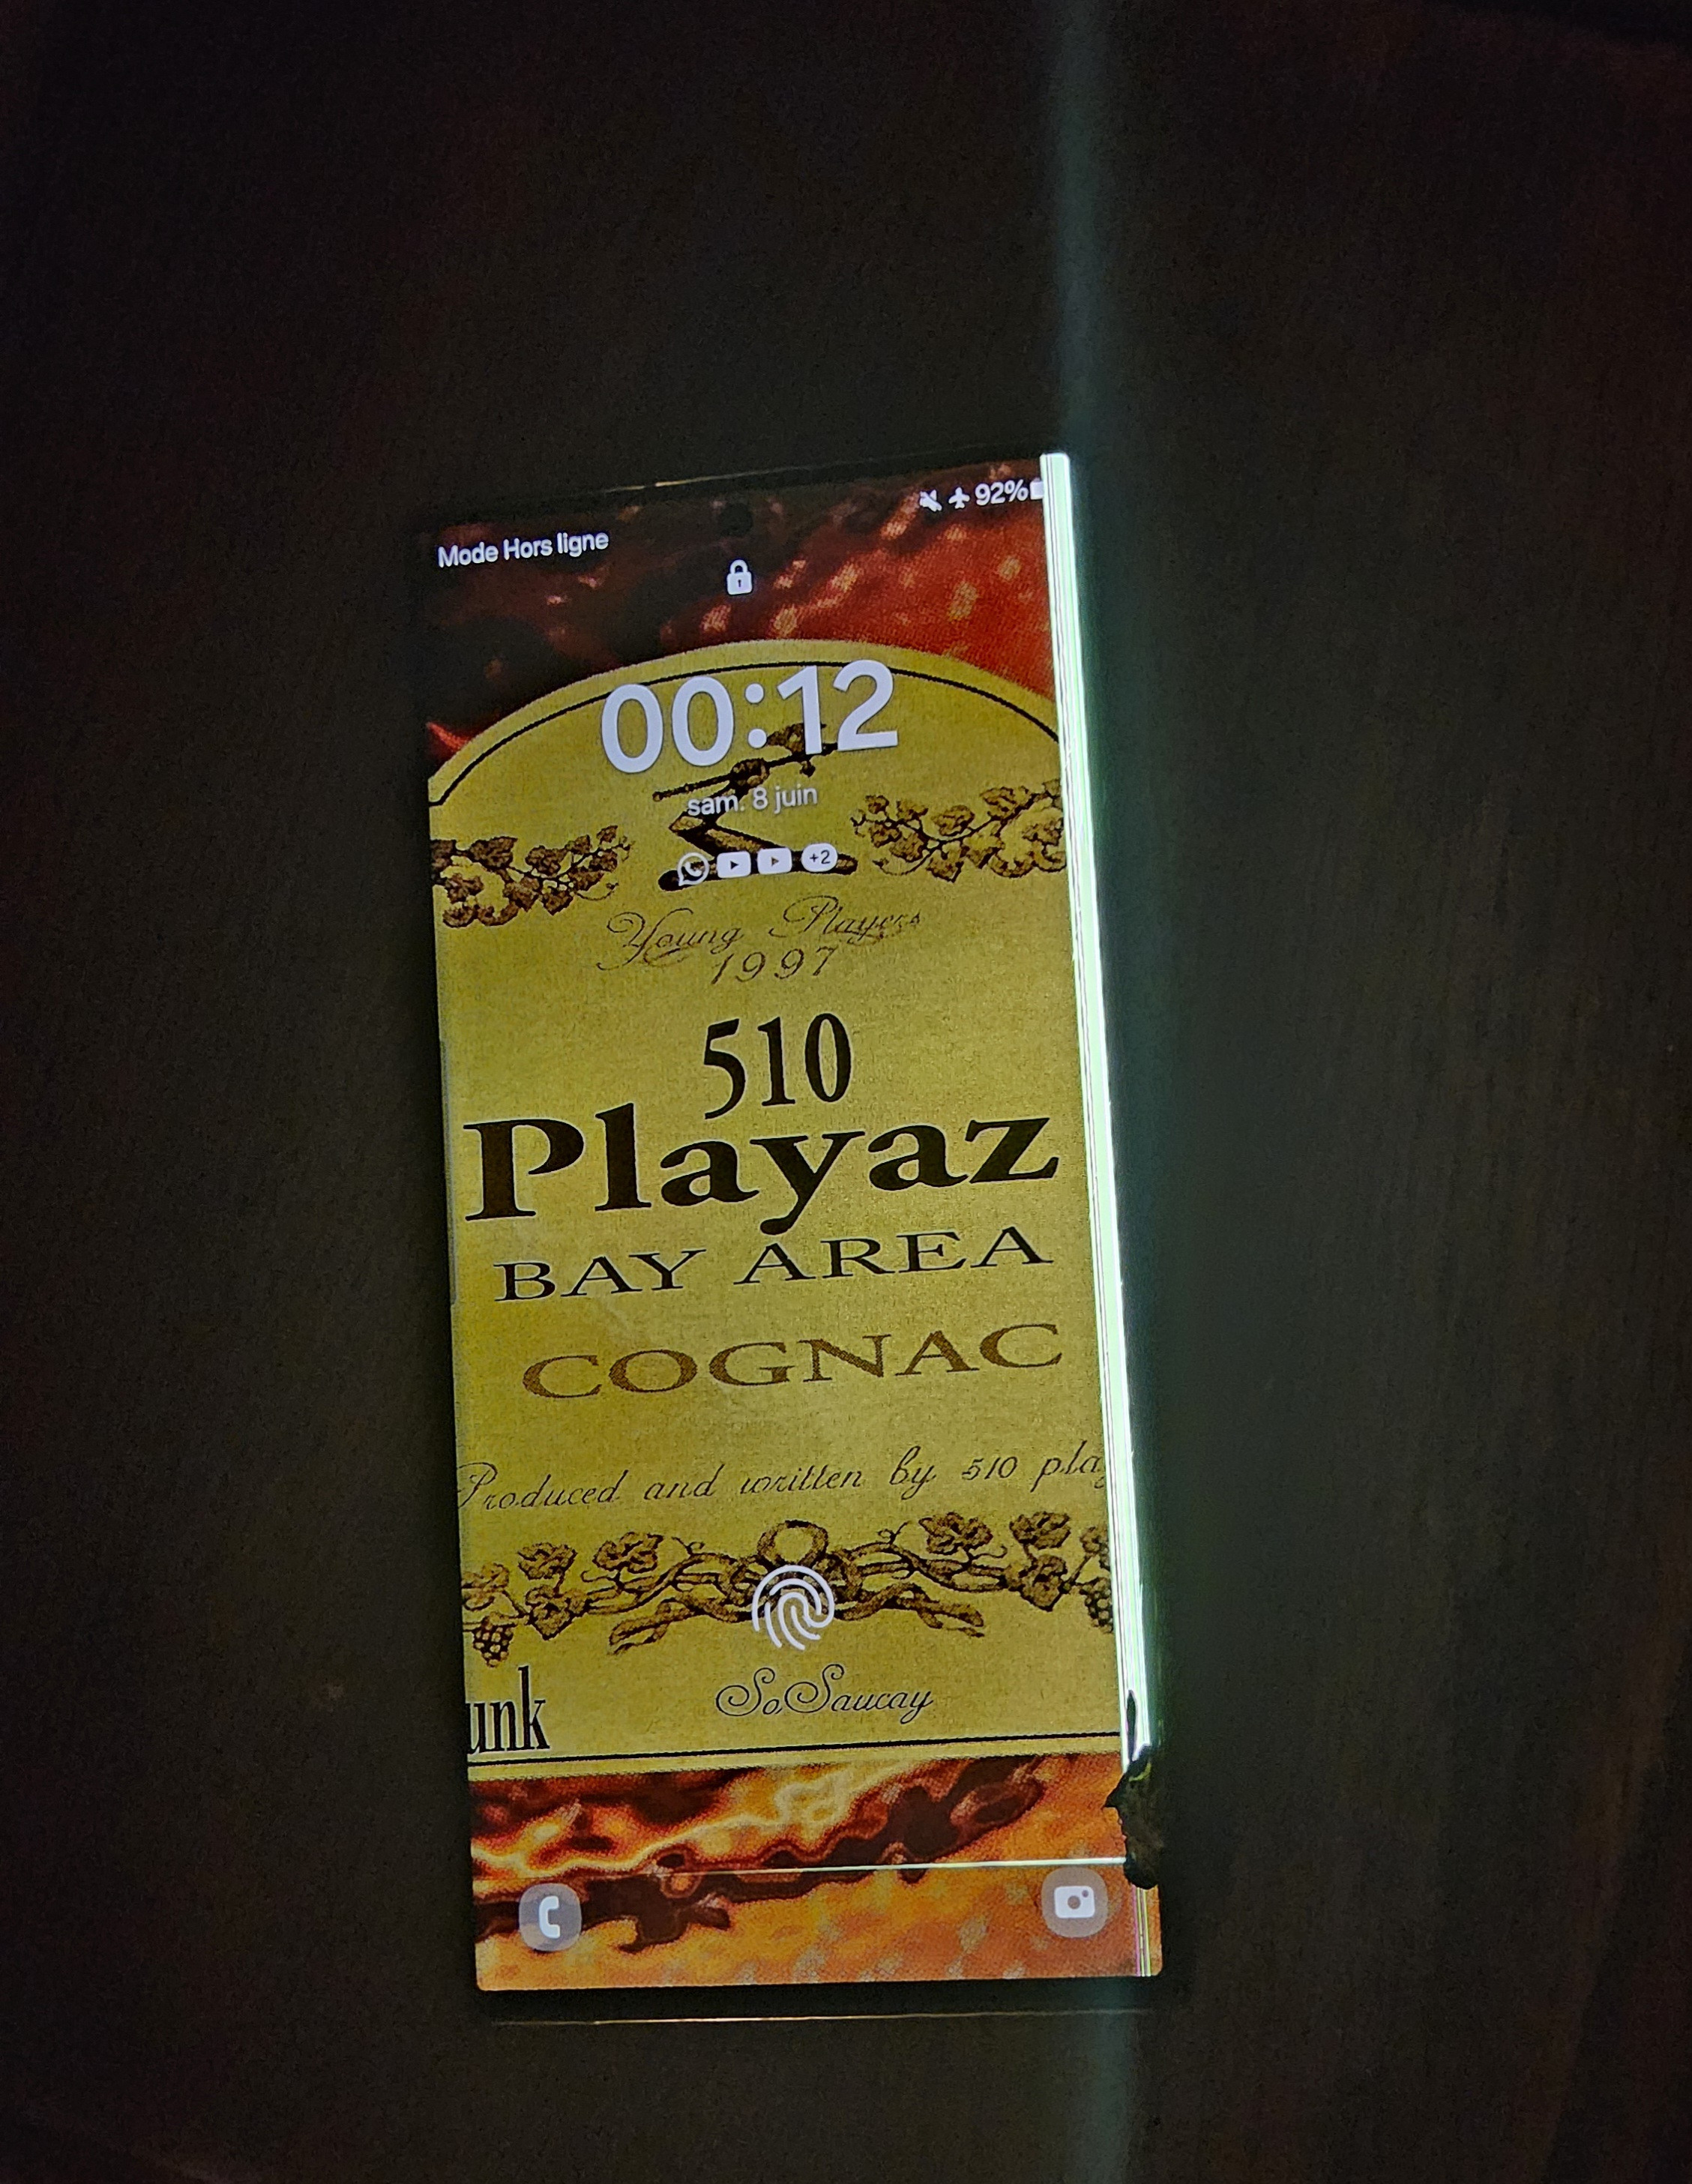 92%
Mode Hors ligne
00:12
sam. 8 juin
+2
Young Players
1997
510
Playaz
BAY AREA
COGNAC
Produced and written by 510 pla
SoSaucay
unk